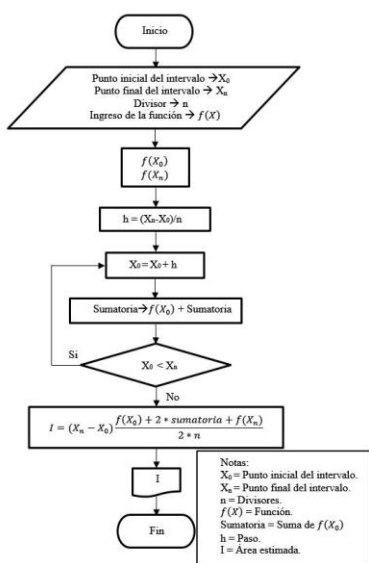 Inicio
Punto inicial del intervalo →X₀
Punto final del intervalo → Xₙ
Divisor → n
Ingreso de la función → f(X)
f(X₀)
f(Xₙ)
h = (Xₙ-X₀)/n
X₀=X₀+ h
Sumatoria→f(X₀) + Sumatoria
Si
X₀ < Xₙ
No
I = (Xₙ − X₀) f(X₀) + 2 * sumatoria + f(Xₙ)
2 * n
I
Fin
Notas:
X₀ = Punto inicial del intervalo.
Xₙ = Punto final del intervalo.
n = Divisores.
f(X) = Función.
Sumatoria = Suma de f(X₀)
h = Paso.
I = Área estimada.